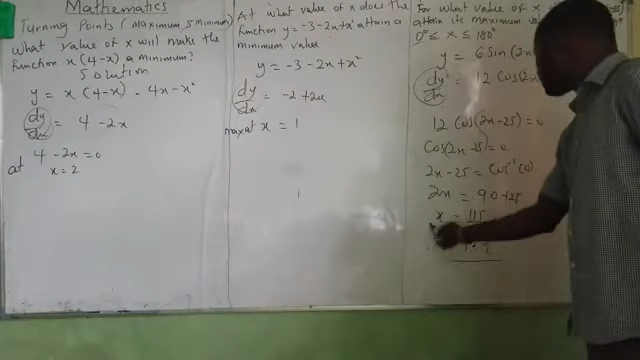 Mathematics
Turning Points (Maximum & minimum)
What value of x will make the
function x(4-x) a minimum?
Solution
y = x (4-x) = 4x-x²
dy/dx = 4 - 2x
at 4 - 2x = 0
x = 2
At what value of x does the
function y = -3 - 2x + x² attain a
minimum value
y = -3 - 2x + x²
dy/dx = -2 + 2x
max at x = 1
For what value of x
attain its maximum
0° ≤ x ≤ 180°
y = 6 Sin (2x
dy/dx = 12 Cos(2x
12 Cos(2x-25) = 0
Cos(2x-25) = 0
2x - 25 = Cos⁻¹ (0)
2x = 90 + 25
x = 115